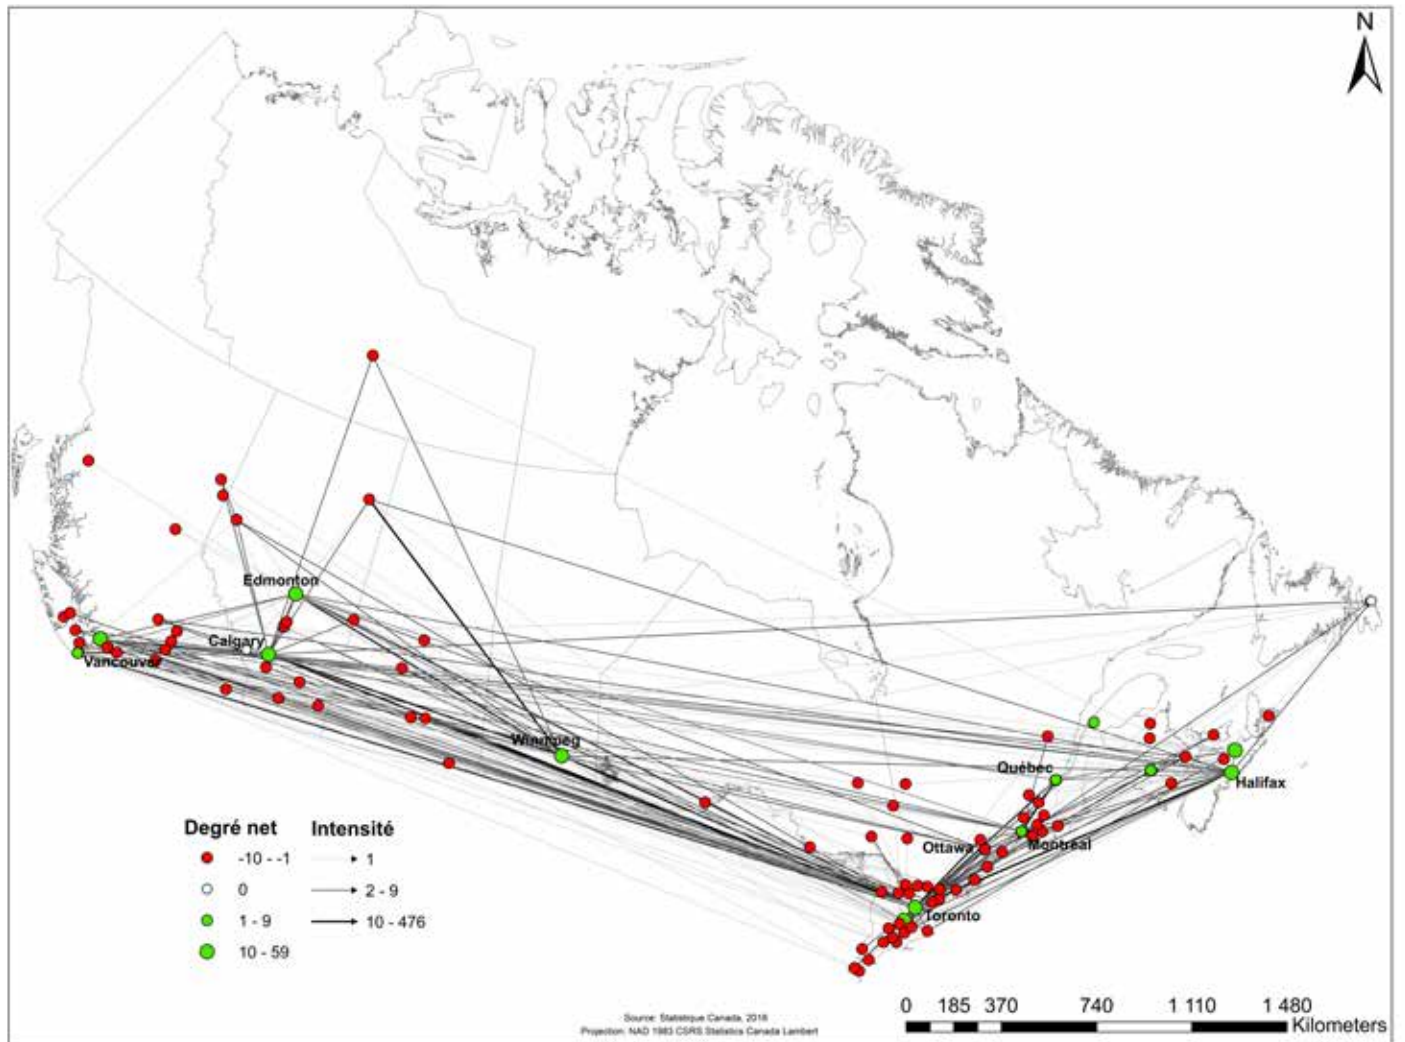 N
Edmonton
Calgary
Vancouver
Winnipeg
Québec
Halifax
Ottawa
Montréal
Toronto
Degré net Intensité
-10 - -1 1
0 2 - 9
1 - 9 10 - 476
10 - 59
0 185 370 740 1 110 1 480
Kilometers
Source: Statistique Canada, 2016
Projection: NAD 1983 CSRS Statistics Canada Lambert